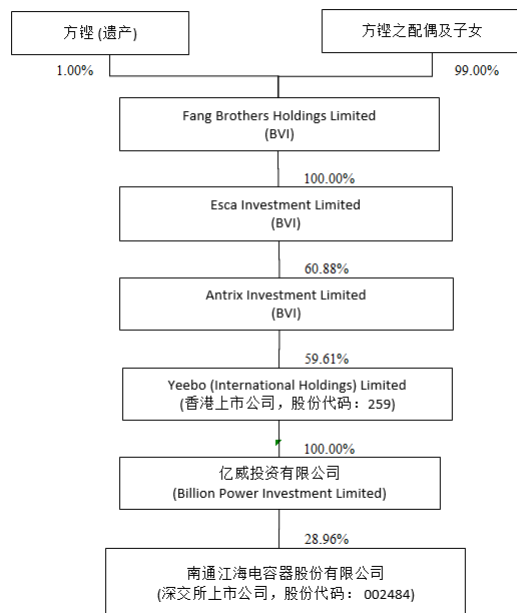 方铿 (遗产)
方铿之配偶及子女
1.00%
99.00%
Fang Brothers Holdings Limited
(BVI)
100.00%
Esca Investment Limited
(BVI)
60.88%
Antrix Investment Limited
(BVI)
59.61%
Yeebo (International Holdings) Limited
(香港上市公司，股份代码：259)
100.00%
亿威投资有限公司
(Billion Power Investment Limited)
28.96%
南通江海电容器股份有限公司
(深交所上市公司，股份代码： 002484)